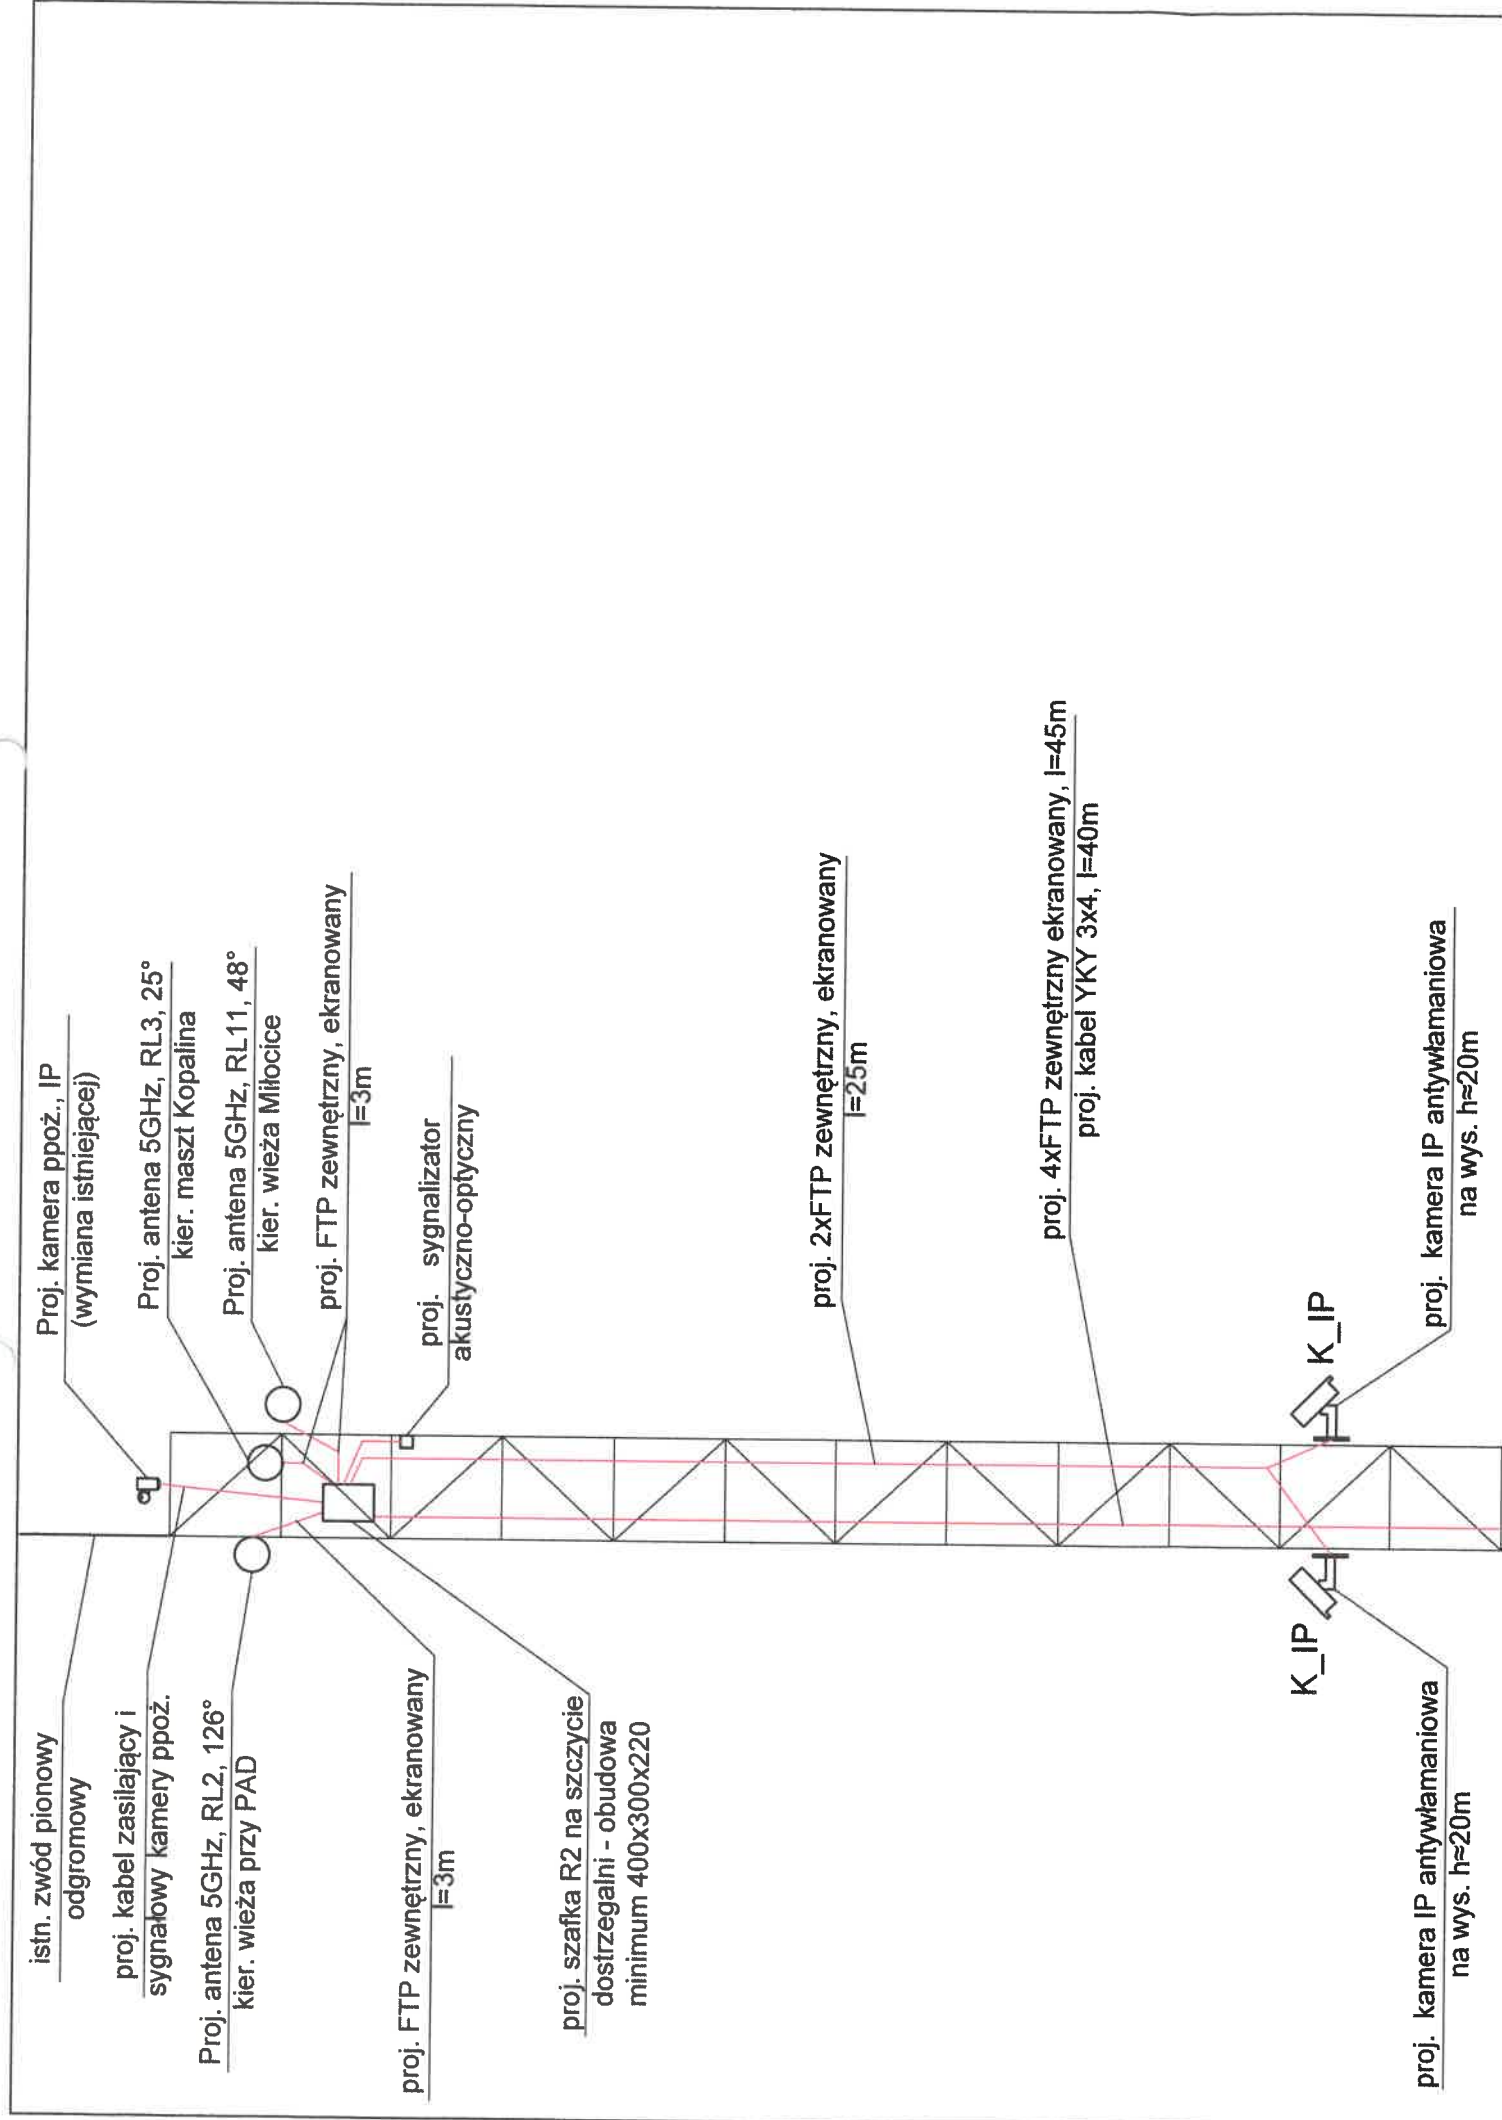 istn. zwód pionowy
odgromowy
proj. kabel zasilający i
sygnałowy kamery ppoż.
Proj. antena 5GHz, RL2, 126°
kier. wieża przy PAD
proj. FTP zewnętrzny, ekranowany
l=3m
proj. szafka R2 na szczycie
dostrzegalni - obudowa
minimum 400x300x220
K_IP
proj. kamera IP antywłamaniowa
na wys. h≈20m
Proj. kamera ppoż., IP
(wymiana istniejącej)
Proj. antena 5GHz, RL3, 25°
kier. maszt Kopalina
Proj. antena 5GHz, RL11, 48°
kier. wieża Miłocice
proj. FTP zewnętrzny, ekranowany
l=3m
proj. sygnalizator
akustyczno-optyczny
proj. 2xFTP zewnętrzny, ekranowany
l=25m
proj. 4xFTP zewnętrzny ekranowany, l=45m
proj. kabel YKY 3x4, l=40m
K_IP
proj. kamera IP antywłamaniowa
na wys. h≈20m